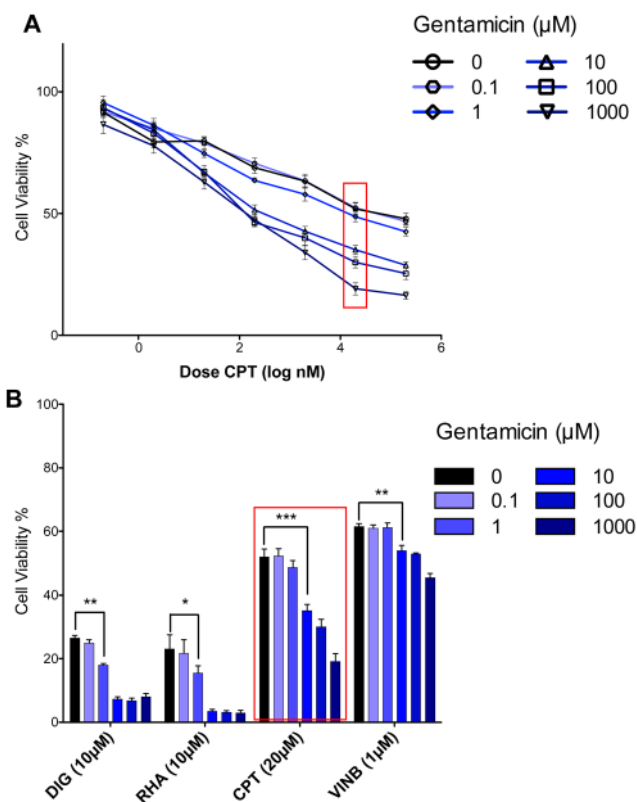 A
Gentamicin (µM)
0
10
0.1
100
1
1000
100
50
0
Cell Viability %
0
2
4
6
Dose CPT (log nM)
B
Gentamicin (µM)
0
10
0.1
100
1
1000
100
80
60
40
20
0
Cell Viability %
**
*
***
**
DIG (10µM)
RHA (10µM)
CPT (20µM)
VINB (1µM)